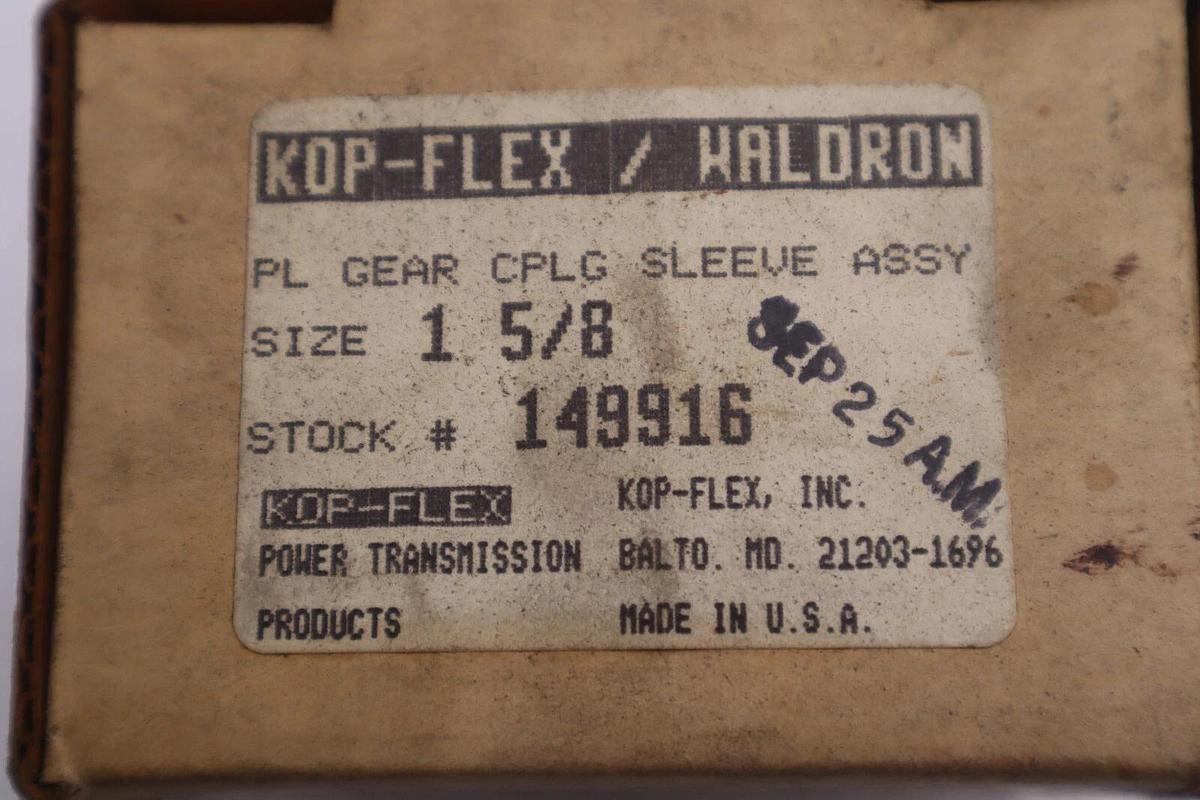 KOP-FLEX / WALDRON
PL GEAR CPLG SLEEVE ASSY
SIZE 1 5/8
STOCK # 149916
SEP 25 A.M.
KOP-FLEX KOP-FLEX, INC.
POWER TRANSMISSION BALTO. MD. 21203-1696
PRODUCTS MADE IN U.S.A.